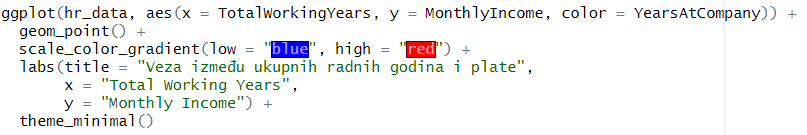 ggplot(hr_data, aes(x = TotalWorkingYears, y = MonthlyIncome, color = YearsAtCompany)) +
  geom_point() +
  scale_color_gradient(low = "blue", high = "red") +
  labs(title = "Veza između ukupnih radnih godina i plate",
       x = "Total Working Years",
       y = "Monthly Income") +
  theme_minimal()